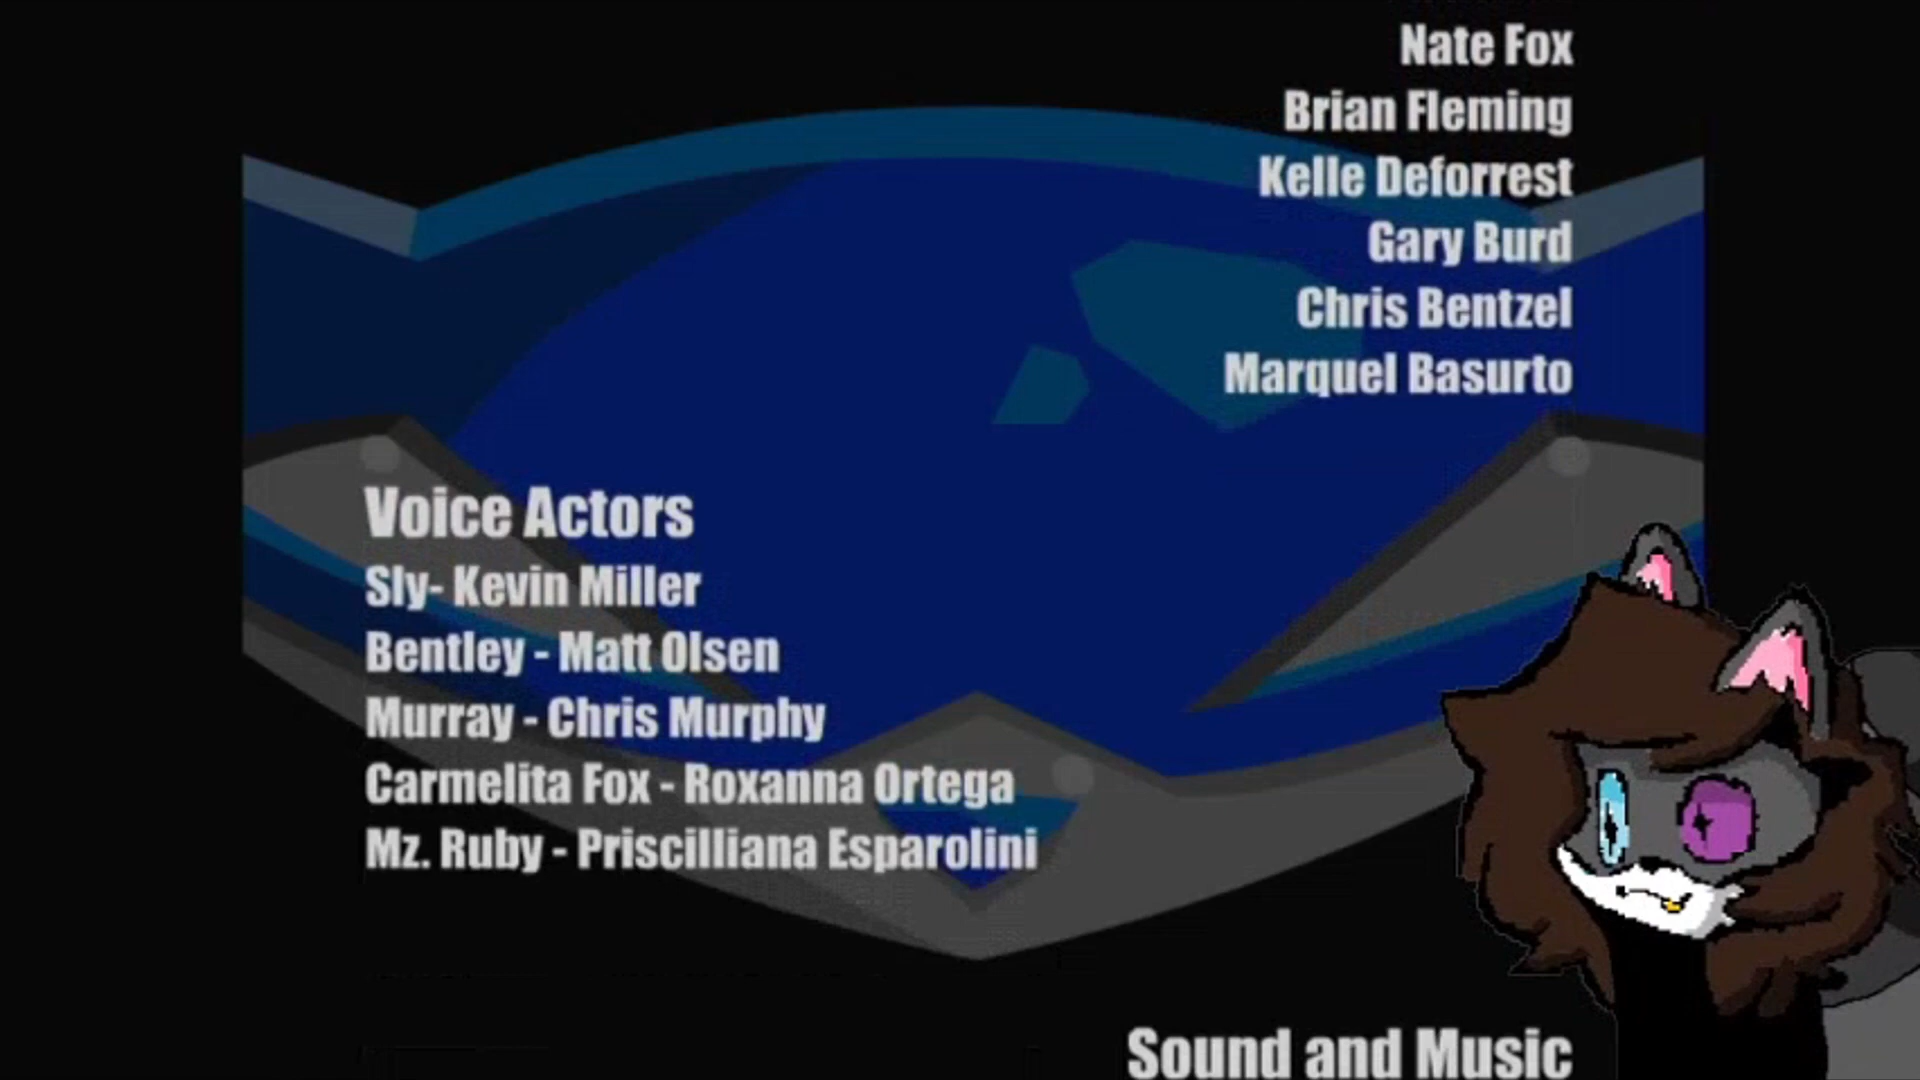 Nate Fox
Brian Fleming
Kelle Deforrest
Gary Burd
Chris Bentzel
Marquel Basurto
Voice Actors
Sly- Kevin Miller
Bentley - Matt Olsen
Murray - Chris Murphy
Carmelita Fox - Roxanna Ortega
Mz. Ruby - Priscilliana Esparolini
Sound and Music